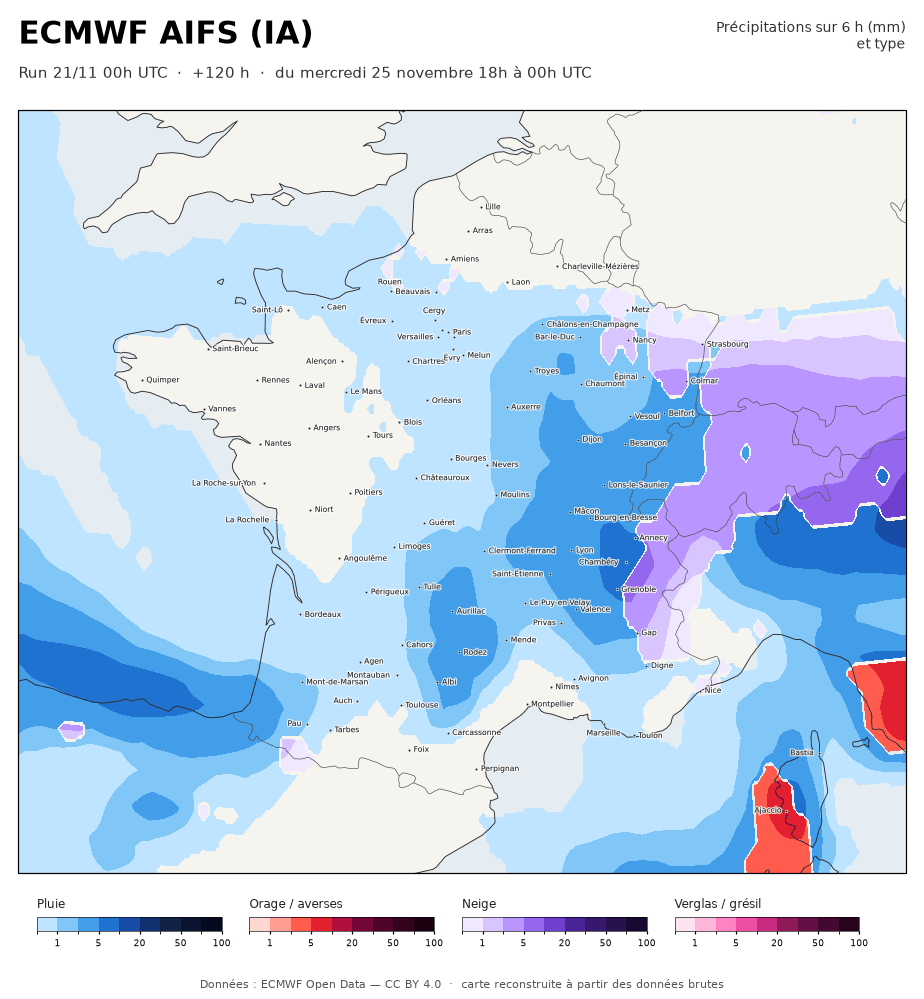 ECMWF AIFS (IA)
Précipitations sur 6 h (mm)
et type
Run 21/11 00h UTC · +120 h · du mercredi 25 novembre 18h à 00h UTC
Lille
Arras
Amiens
Charleville-Mézières
Rouen
Laon
Beauvais
Saint-Lô
Caen
Cergy
Metz
Évreux
Châlons-en-Champagne
Versailles
Paris
Bar-le-Duc
Nancy
Strasbourg
Saint-Brieuc
Évry
Melun
Alençon
Chartres
Troyes
Quimper
Rennes
Laval
Épinal
Colmar
Chaumont
Le Mans
Orléans
Vannes
Auxerre
Vesoul
Belfort
Blois
Angers
Tours
Nantes
Dijon
Besançon
Bourges
Nevers
La Roche-sur-Yon
Châteauroux
Lons-le-Saunier
Poitiers
Moulins
Niort
Mâcon
La Rochelle
Guéret
Bourg-en-Bresse
Annecy
Limoges
Clermont-Ferrand
Lyon
Angoulême
Chambéry
Saint-Étienne
Tulle
Périgueux
Grenoble
Le Puy-en-Velay
Bordeaux
Aurillac
Valence
Privas
Gap
Cahors
Mende
Rodez
Agen
Digne
Montauban
Mont-de-Marsan
Albi
Avignon
Nîmes
Nice
Auch
Toulouse
Montpellier
Pau
Tarbes
Carcassonne
Marseille
Toulon
Foix
Bastia
Perpignan
Ajaccio
Pluie
Orage / averses
Neige
Verglas / grésil
1 5 20 50 100
1 5 20 50 100
1 5 20 50 100
1 5 20 50 100
Données : ECMWF Open Data — CC BY 4.0 · carte reconstruite à partir des données brutes